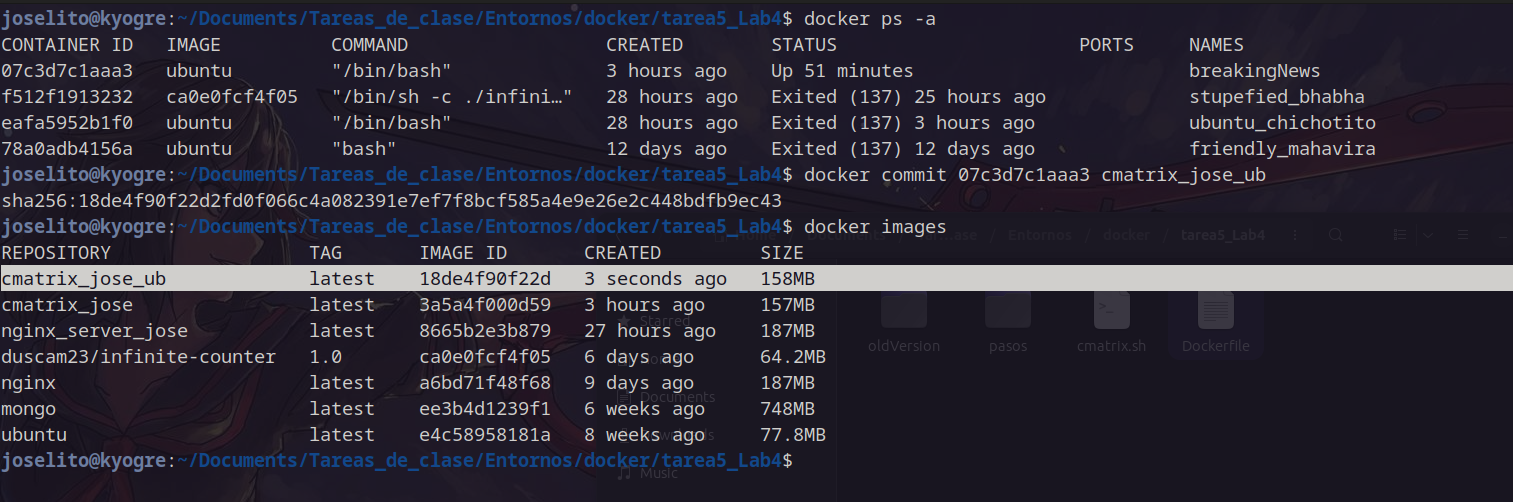 joselito@kyogre:~/Documents/Tareas_de_clase/Entornos/docker/tarea5_Lab4$ docker ps -a
CONTAINER ID   IMAGE          COMMAND                  CREATED        STATUS                      PORTS     NAMES
07c3d7c1aaa3   ubuntu         "/bin/bash"              3 hours ago    Up 51 minutes                         breakingNews
f512f1913232   ca0e0fcf4f05   "/bin/sh -c ./infini…"   28 hours ago   Exited (137) 25 hours ago             stupefied_bhabha
eafa5952b1f0   ubuntu         "/bin/bash"              28 hours ago   Exited (137) 3 hours ago              ubuntu_chichotito
78a0adb4156a   ubuntu         "bash"                   12 days ago    Exited (137) 12 days ago              friendly_mahavira
joselito@kyogre:~/Documents/Tareas_de_clase/Entornos/docker/tarea5_Lab4$ docker commit 07c3d7c1aaa3 cmatrix_jose_ub
sha256:18de4f90f22d2fd0f066c4a082391e7ef7f8bcf585a4e9e26e2c448bdfb9ec43
joselito@kyogre:~/Documents/Tareas_de_clase/Entornos/docker/tarea5_Lab4$ docker images
Entornos / docker / tarea5_Lab4
REPOSITORY                TAG       IMAGE ID       CREATED         SIZE
cmatrix_jose_ub           latest    18de4f90f22d   3 seconds ago   158MB
cmatrix_jose              latest    3a5a4f000d59   3 hours ago     157MB
nginx_server_jose         latest    8665b2e3b879   27 hours ago    187MB
Starred
duscam23/infinite-counter   1.0       ca0e0fcf4f05   6 days ago      64.2MB
oldVersion pasos cmatrix.sh Dockerfile
nginx                     latest    a6bd71f48f68   9 days ago      187MB
Documents
mongo                     latest    ee3b4d1239f1   6 weeks ago     748MB
ubuntu                    latest    e4c58958181a   8 weeks ago     77.8MB
joselito@kyogre:~/Documents/Tareas_de_clase/Entornos/docker/tarea5_Lab4$
Music